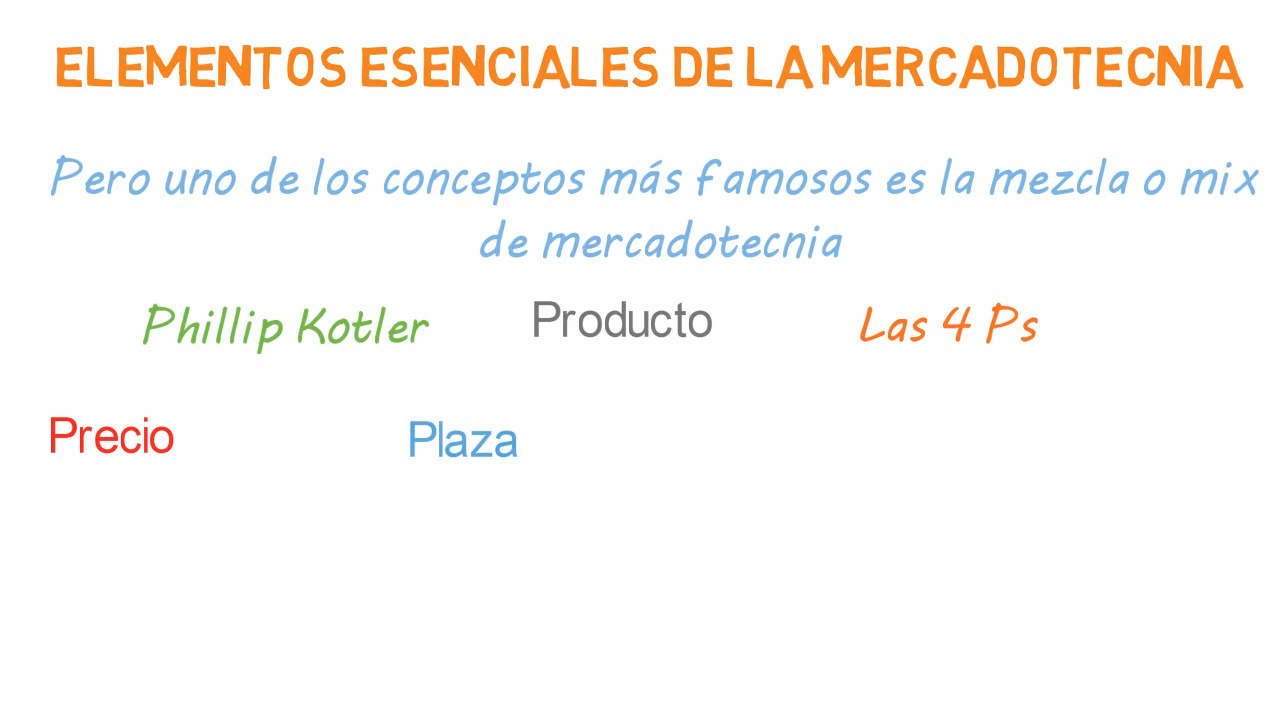 ELEMENTOS ESENCIALES DE LA MERCADOTECNIA
Pero uno de los conceptos más famosos es la mezcla o mix
de mercadotecnia
Phillip Kotler Producto Las 4 Ps
Precio Plaza